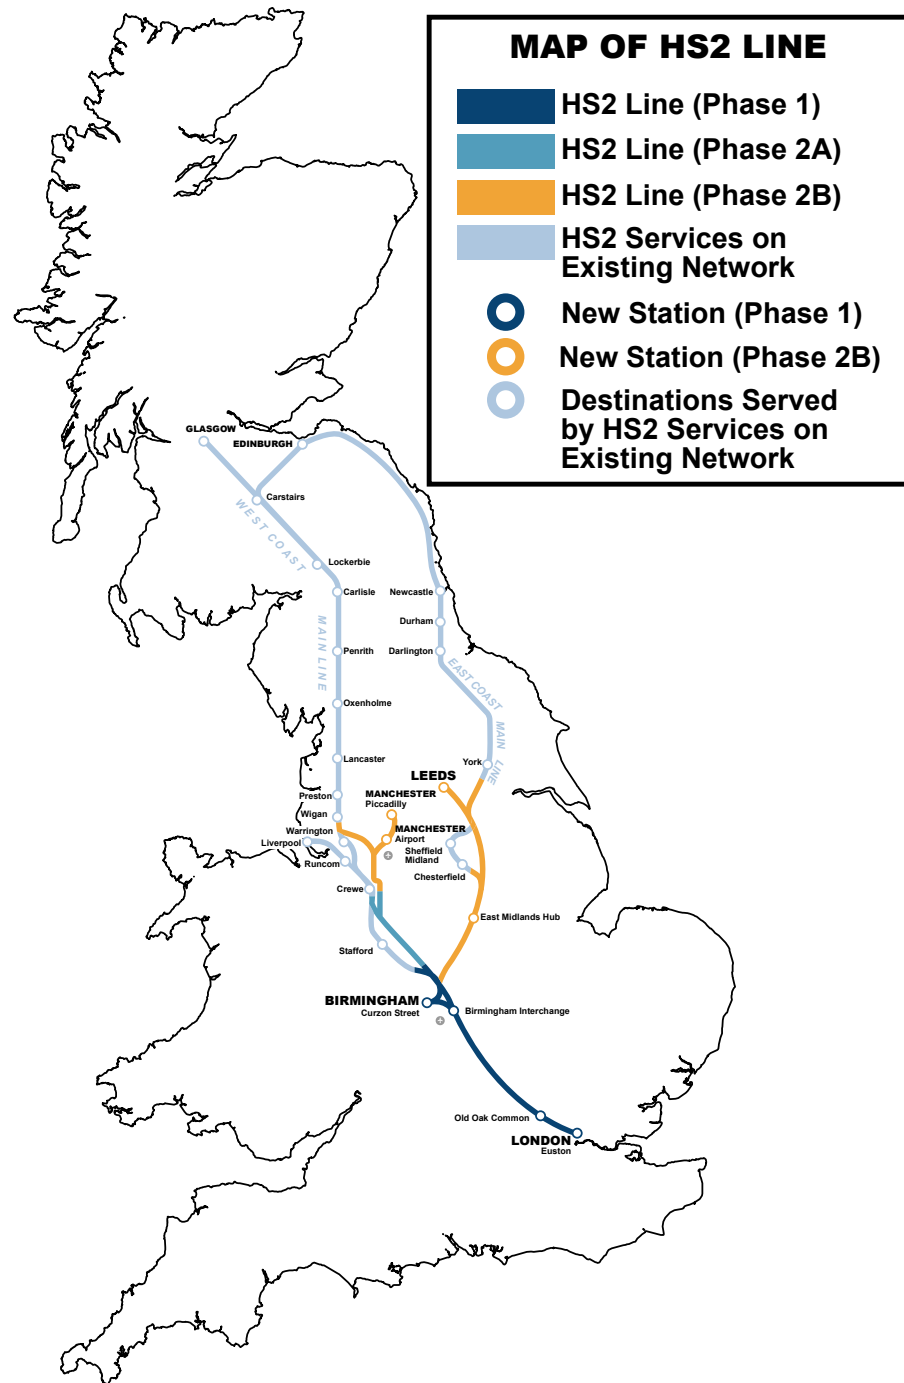 MAP OF HS2 LINE
HS2 Line (Phase 1)
HS2 Line (Phase 2A)
HS2 Line (Phase 2B)
HS2 Services on
Existing Network
New Station (Phase 1)
New Station (Phase 2B)
Destinations Served
by HS2 Services on
Existing Network
GLASGOW
EDINBURGH
Carstairs
WEST COAST
Lockerbie
Carlisle
Newcastle
Durham
MAIN LINE
Penrith
Darlington
EAST COAST
Oxenholme
MAIN
Lancaster
York
LINE
LEEDS
Preston
MANCHESTER
Piccadilly
Wigan
Warrington
MANCHESTER
Airport
Liverpool
Sheffield
Midland
Runcorn
Chesterfield
Crewe
East Midlands Hub
Stafford
BIRMINGHAM
Curzon Street
Birmingham Interchange
Old Oak Common
LONDON
Euston